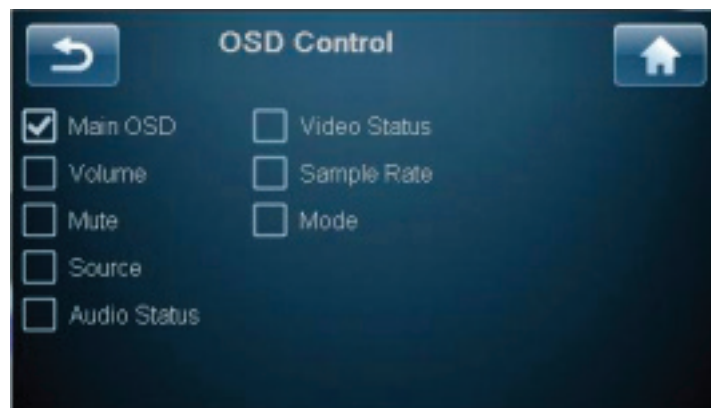 OSD Control
Main OSD
Volume
Mute
Source
Audio Status
Video Status
Sample Rate
Mode